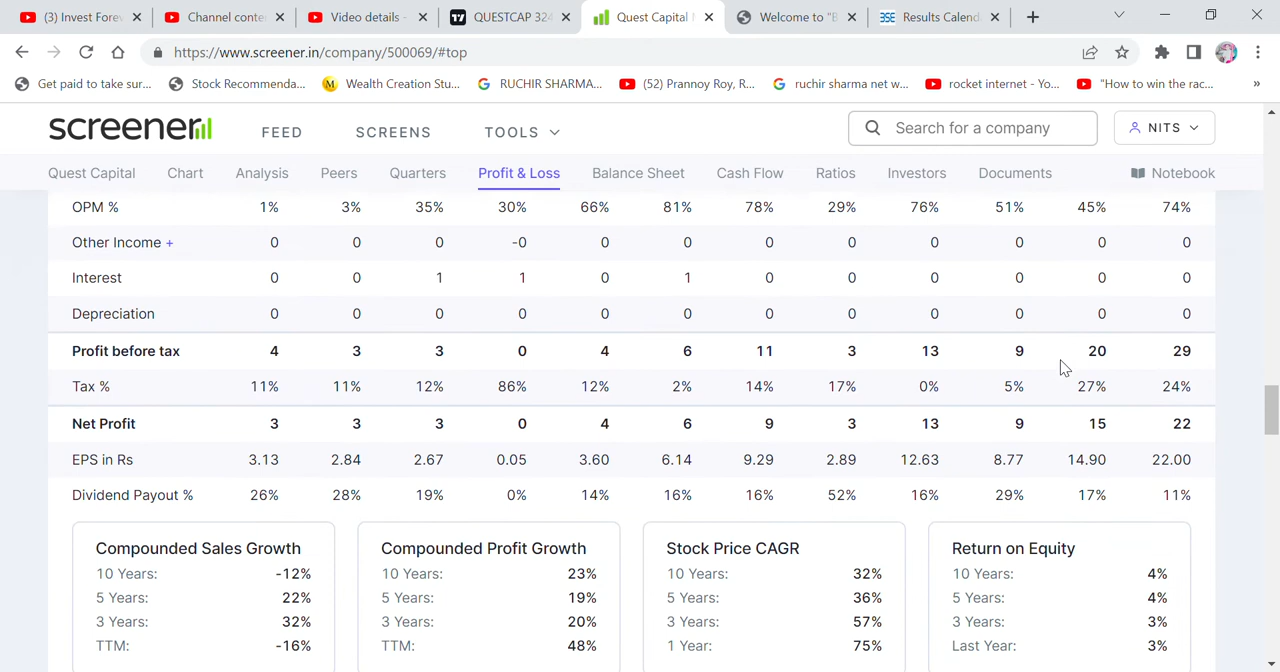 (3) Invest Forev
Channel conte
Video details -
QUESTCAP 324
Quest Capital M
Welcome to "B
Results Calend
https://www.screener.in/company/500069/#top
Get paid to take sur...
Stock Recommenda...
Wealth Creation Stu...
RUCHIR SHARMA...
(52) Prannoy Roy, R...
ruchir sharma net w...
rocket internet - Yo...
"How to win the rac...
»
screener
FEED
SCREENS
TOOLS
Search for a company
NITS
Quest Capital
Chart
Analysis
Peers
Quarters
Profit & Loss
Balance Sheet
Cash Flow
Ratios
Investors
Documents
Notebook
OPM % 1% 3% 35% 30% 66% 81% 78% 29% 76% 51% 45% 74%
Other Income + 0 0 0 -0 0 0 0 0 0 0 0 0
Interest 0 0 1 1 0 1 0 0 0 0 0 0
Depreciation 0 0 0 0 0 0 0 0 0 0 0 0
Profit before tax 4 3 3 0 4 6 11 3 13 9 20 29
Tax % 11% 11% 12% 86% 12% 2% 14% 17% 0% 5% 27% 24%
Net Profit 3 3 3 0 4 6 9 3 13 9 15 22
EPS in Rs 3.13 2.84 2.67 0.05 3.60 6.14 9.29 2.89 12.63 8.77 14.90 22.00
Dividend Payout % 26% 28% 19% 0% 14% 16% 16% 52% 16% 29% 17% 11%
Compounded Sales Growth
10 Years: -12%
5 Years: 22%
3 Years: 32%
TTM: -16%
Compounded Profit Growth
10 Years: 23%
5 Years: 19%
3 Years: 20%
TTM: 48%
Stock Price CAGR
10 Years: 32%
5 Years: 36%
3 Years: 57%
1 Year: 75%
Return on Equity
10 Years: 4%
5 Years: 4%
3 Years: 3%
Last Year: 3%